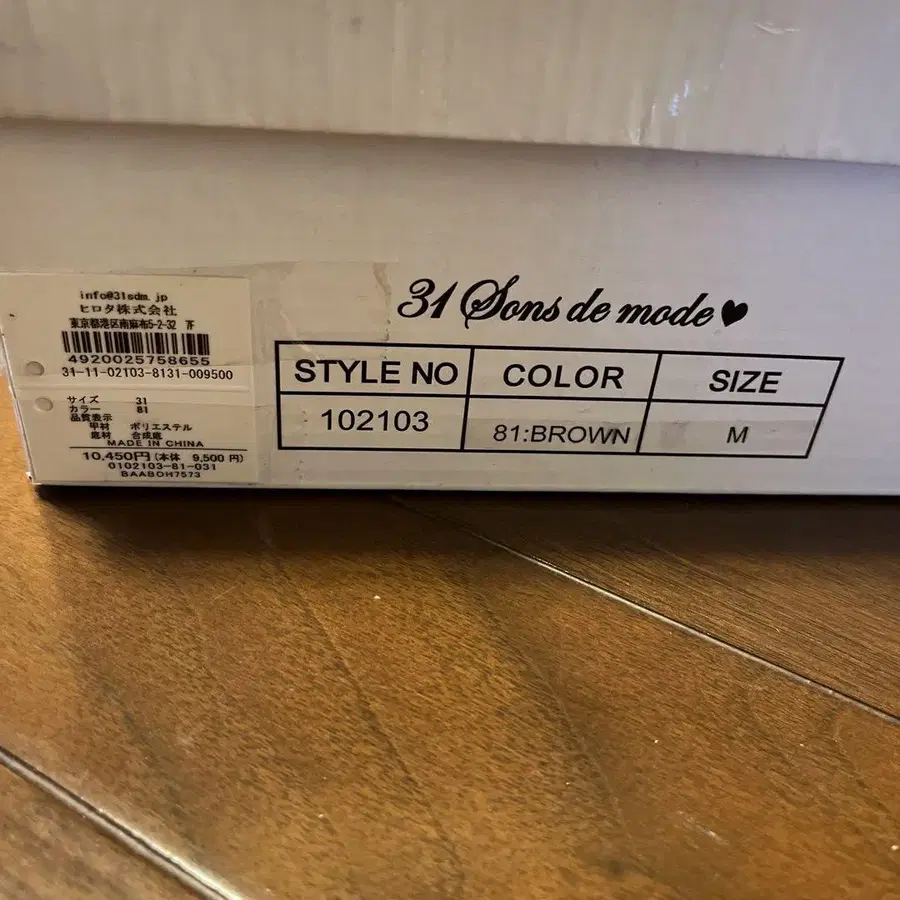 info@31sdm.jp
ヒロタ株式会社
東京都港区南麻布5-2-32 7F
4920025758655
31-11-02103-8131-009500
サイズ 31
カラー 81
品質表示
甲材 ポリエステル
底材 合成底
MADE IN CHINA
10,450円 (本体 9,500 円)
0102103-81-031
BAABOH7573
31 Sons de mode♥
STYLE NO COLOR SIZE
102103 81:BROWN M